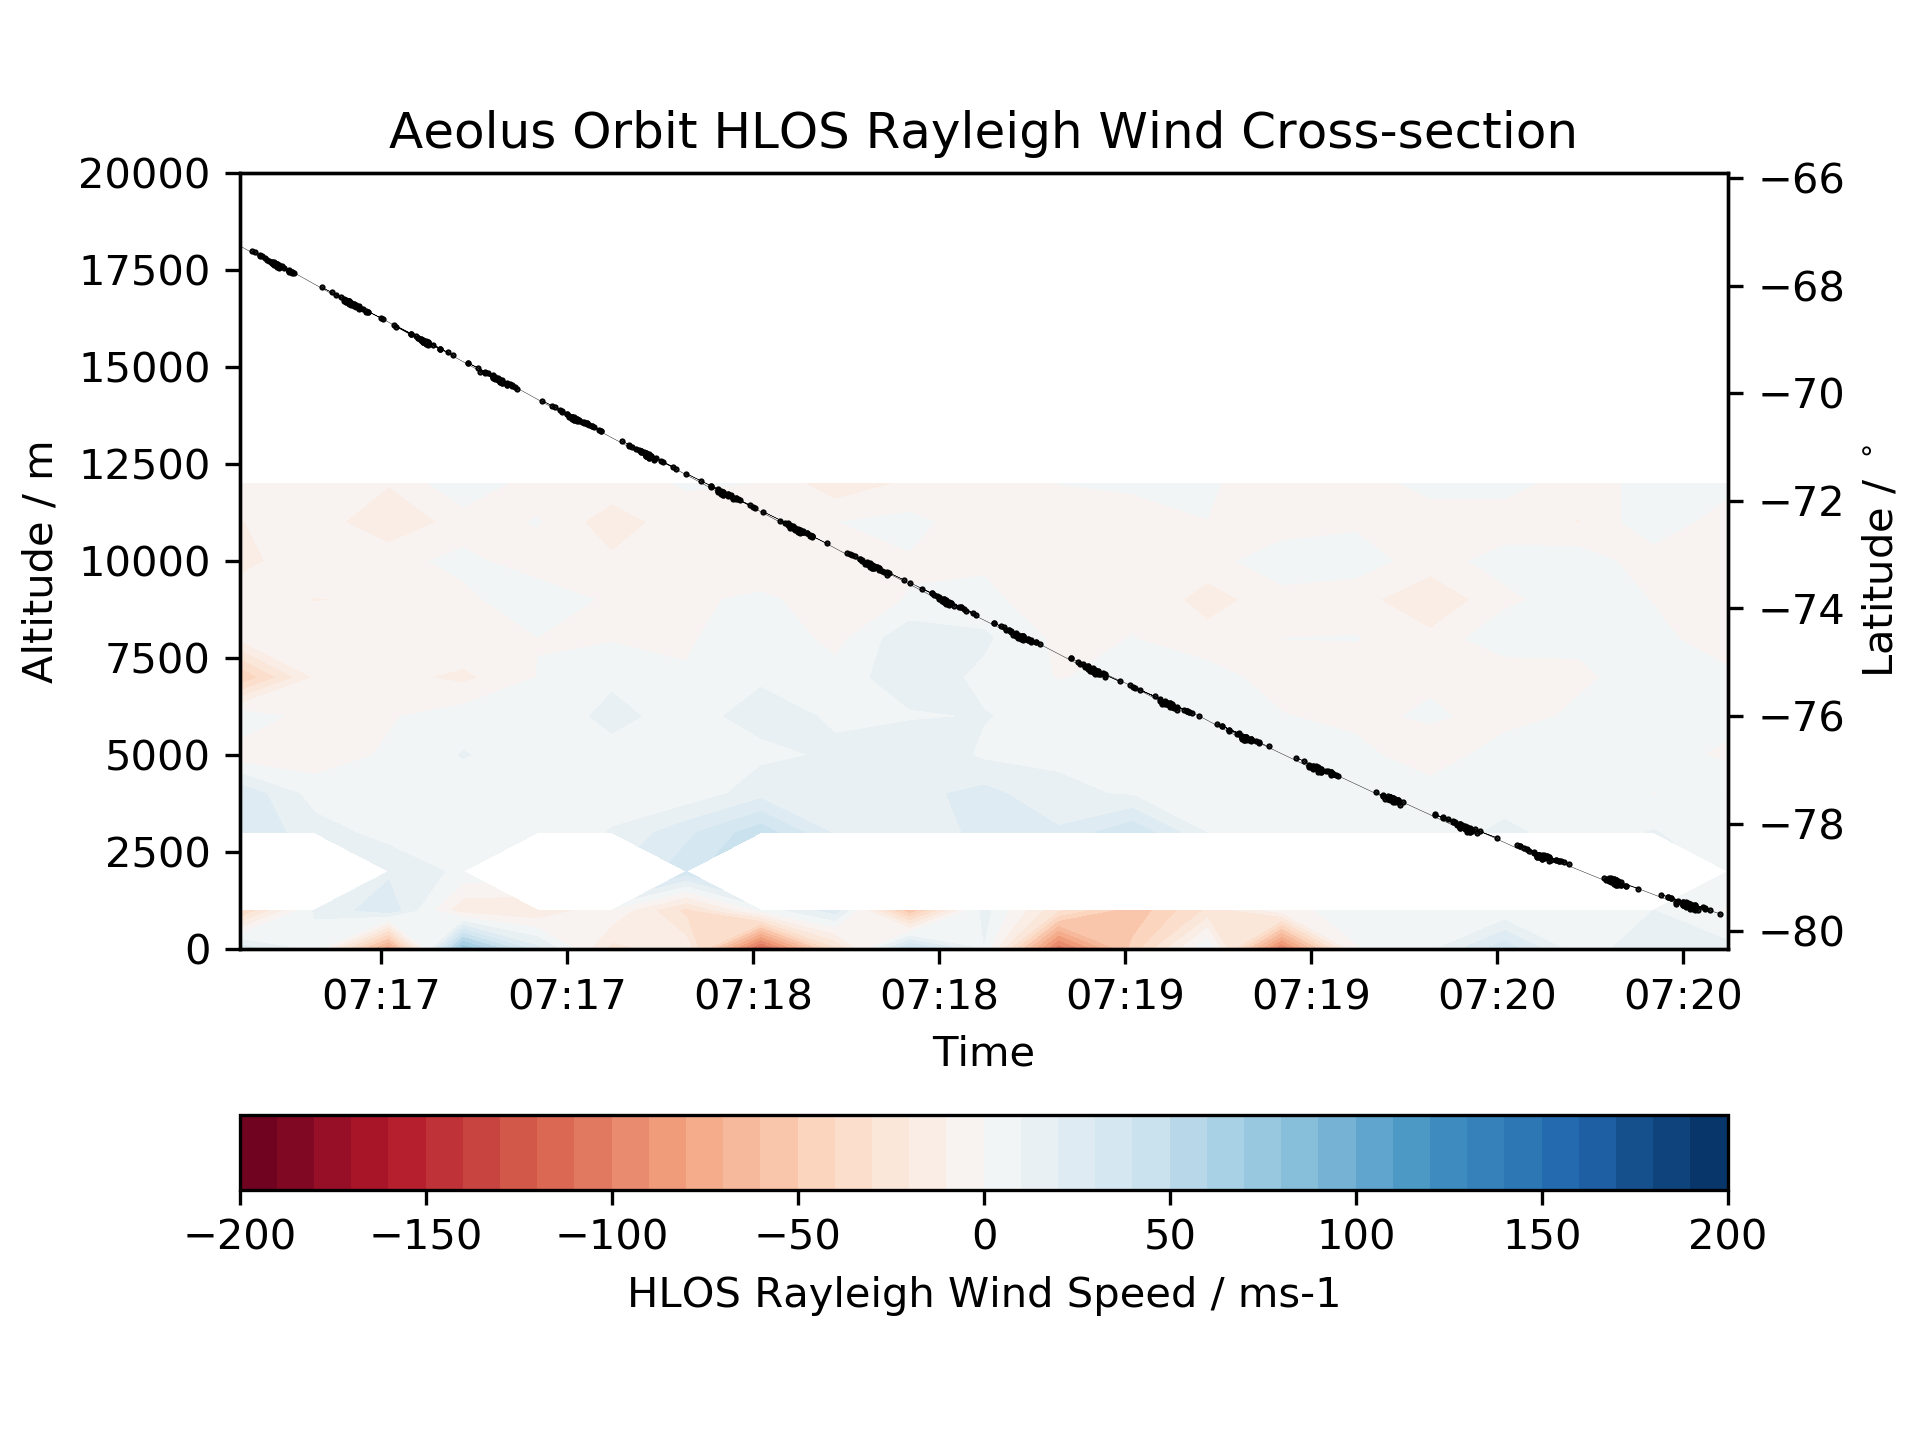 Aeolus Orbit HLOS Rayleigh Wind Cross-section
20000
17500
15000
12500
10000
7500
5000
2500
0
Altitude / m
−66
−68
−70
−72
−74
−76
−78
−80
Latitude / °
07:17 07:17 07:18 07:18 07:19 07:19 07:20 07:20
Time
−200 −150 −100 −50 0 50 100 150 200
HLOS Rayleigh Wind Speed / ms-1